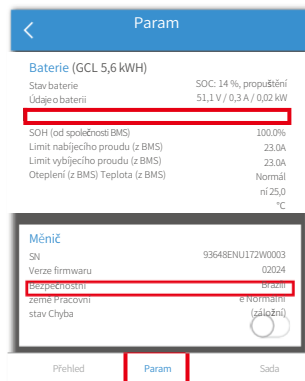 Param
Baterie (GCL 5,6 kWH)
Stav baterie SOC: 14 %, propuštění
Údaje o baterii 51,1 V / 0,3 A / 0,02 kW
SOH (od společnosti BMS) 100.0%
Limit nabíjecího proudu (z BMS) 23.0A
Limit vybíjecího proudu (z BMS) 23.0A
Oteplení (z BMS) Teplota (z BMS) Normál
ní 25,0
°C
Měnič
SN 93648ENU172W0003
Verze firmwaru 02024
Bezpečnostní Brazílí
země Pracovní e Normální
stav Chyba (záložní)
Přehled Param Sada